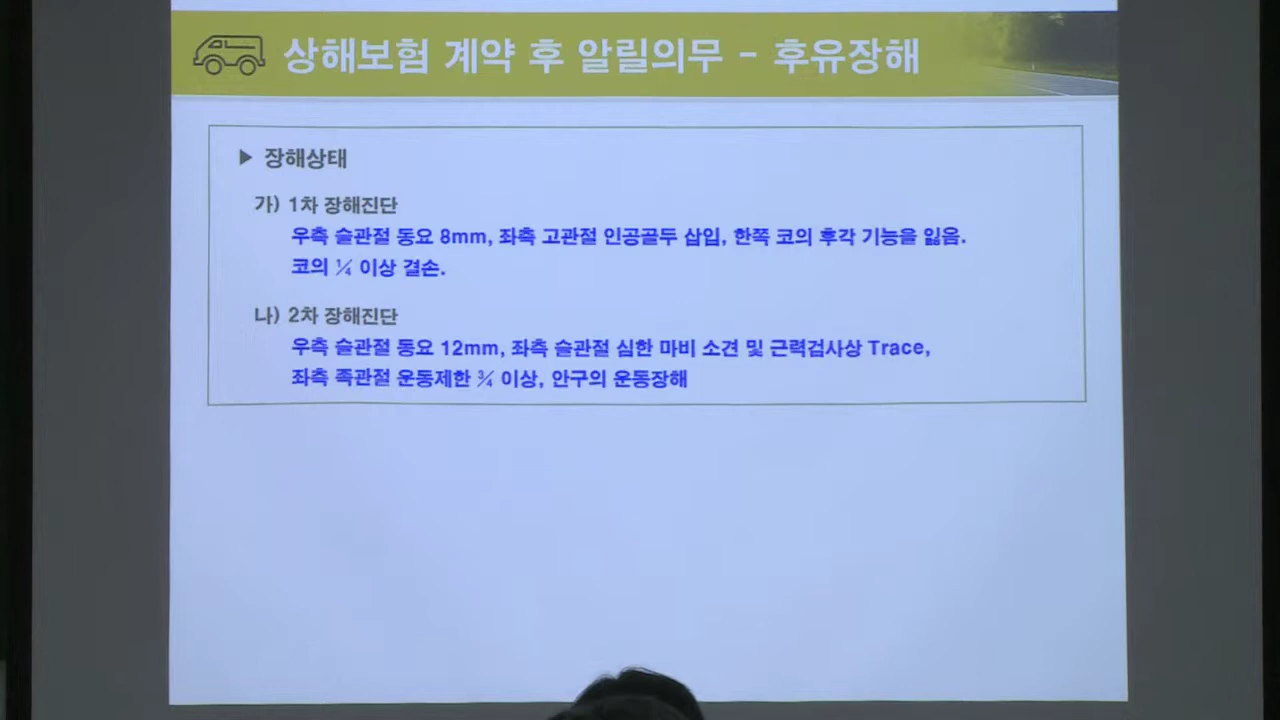 상해보험 계약 후 알릴의무 - 후유장해
▶ 장해상태
가) 1차 장해진단
우측 슬관절 동요 8mm, 좌측 고관절 인공골두 삽입, 한쪽 코의 후각 기능을 잃음.
코의 ¼ 이상 결손.
나) 2차 장해진단
우측 슬관절 동요 12mm, 좌측 슬관절 심한 마비 소견 및 근력검사상 Trace,
좌측 족관절 운동제한 ¾ 이상, 안구의 운동장해